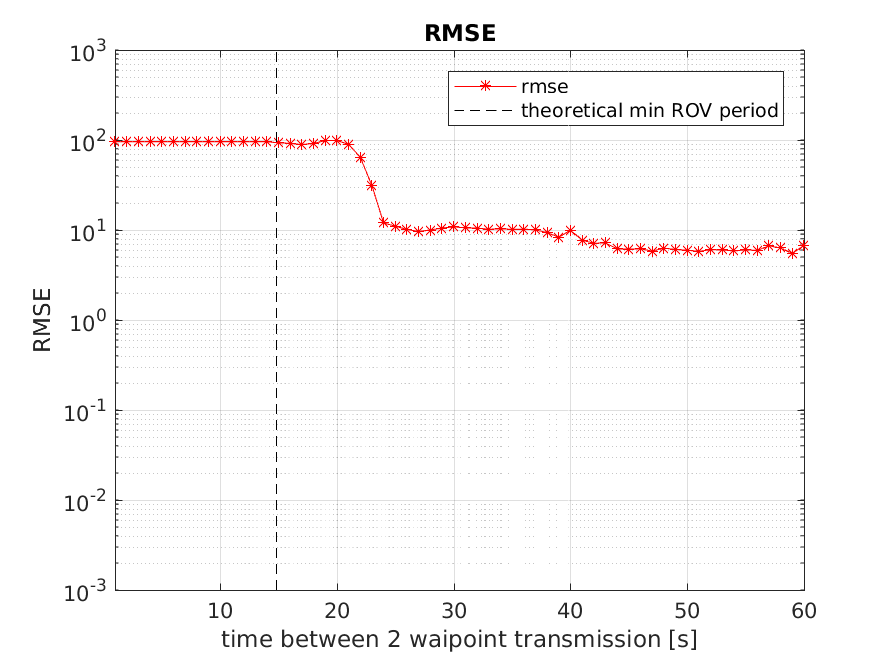 RMSE
10^3
10^2
10^1
10^0
10^-1
10^-2
10^-3
RMSE
rmse
theoretical min ROV period
10 20 30 40 50 60
time between 2 waipoint transmission [s]